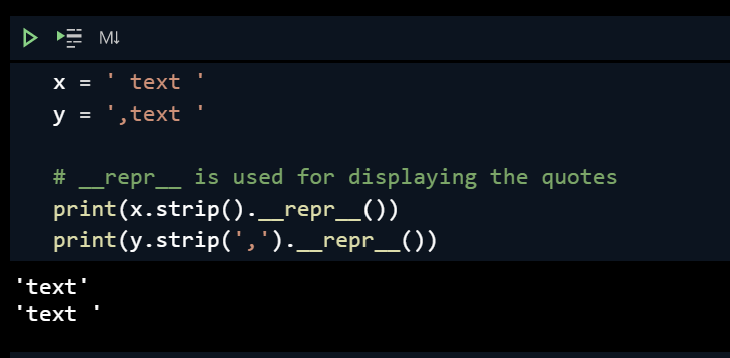 M↓
x = ' text '
y = ',text '
# __repr__ is used for displaying the quotes
print(x.strip().__repr__())
print(y.strip(',').__repr__())
'text'
'text '